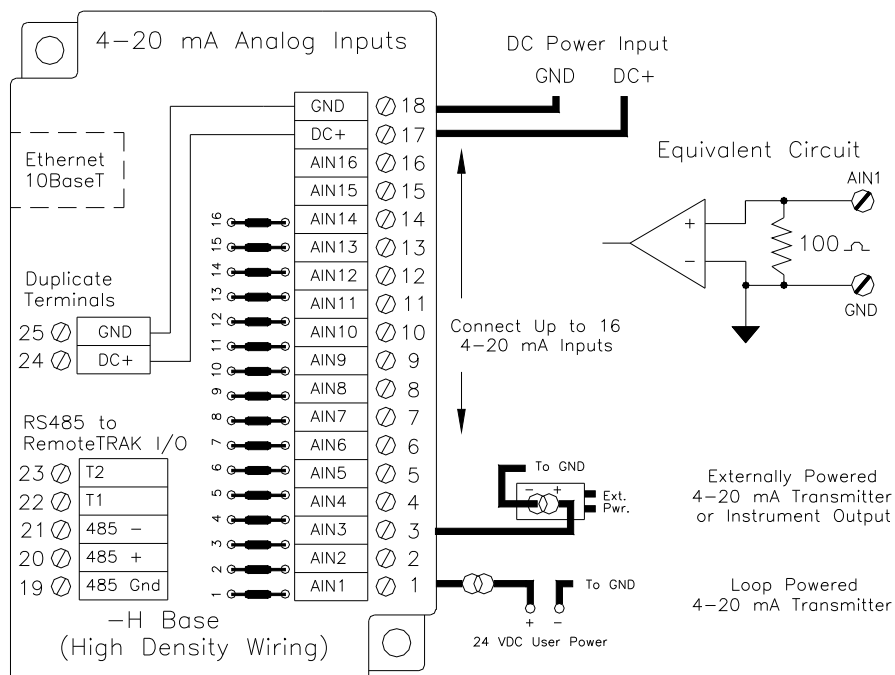 4-20 mA Analog Inputs
DC Power Input
GND DC+
GND 18
DC+ 17
AIN16 16
AIN15 15
AIN14 14
AIN13 13
AIN12 12
AIN11 11
AIN10 10
AIN9 9
AIN8 8
AIN7 7
AIN6 6
AIN5 5
AIN4 4
AIN3 3
AIN2 2
AIN1 1
16
15
14
13
12
11
10
9
8
7
6
5
4
3
2
1
Ethernet
10BaseT
Duplicate
Terminals
25 GND
24 DC+
RS485 to
RemoteTRAK I/O
23 T2
22 T1
21 485 -
20 485 +
19 485 Gnd
-H Base
(High Density Wiring)
Equivalent Circuit
AIN1
+
-
100
GND
Connect Up to 16
4-20 mA Inputs
To GND
- +
Ext.
Pwr.
Externally Powered
4-20 mA Transmitter
or Instrument Output
To GND
+ -
24 VDC User Power
Loop Powered
4-20 mA Transmitter